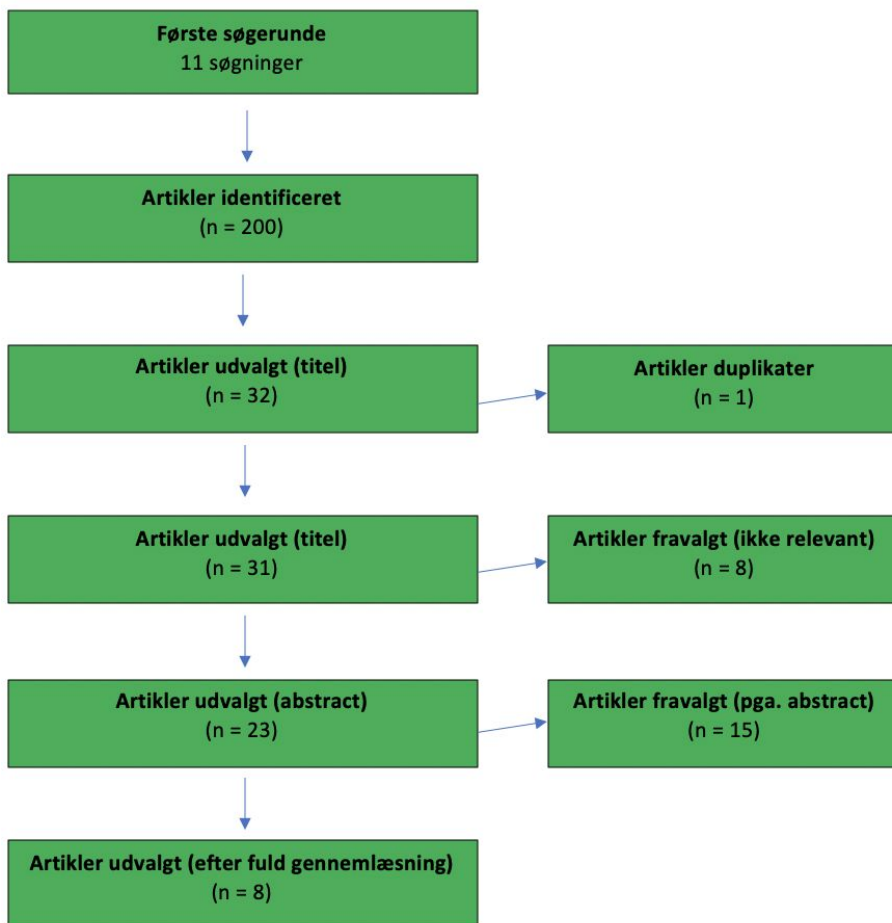 Første søgerunde
11 søgninger
Artikler identificeret
(n = 200)
Artikler udvalgt (titel)
(n = 32)
Artikler duplikater
(n = 1)
Artikler udvalgt (titel)
(n = 31)
Artikler fravalgt (ikke relevant)
(n = 8)
Artikler udvalgt (abstract)
(n = 23)
Artikler fravalgt (pga. abstract)
(n = 15)
Artikler udvalgt (efter fuld gennemlæsning)
(n = 8)